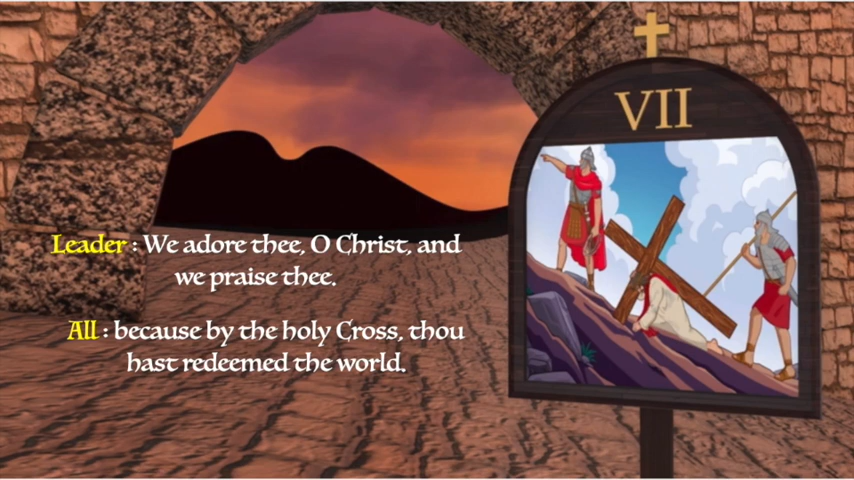 Leader : We adore thee, O Christ, and
we praise thee.
All : because by the holy Cross, thou
hast redeemed the world.
VII